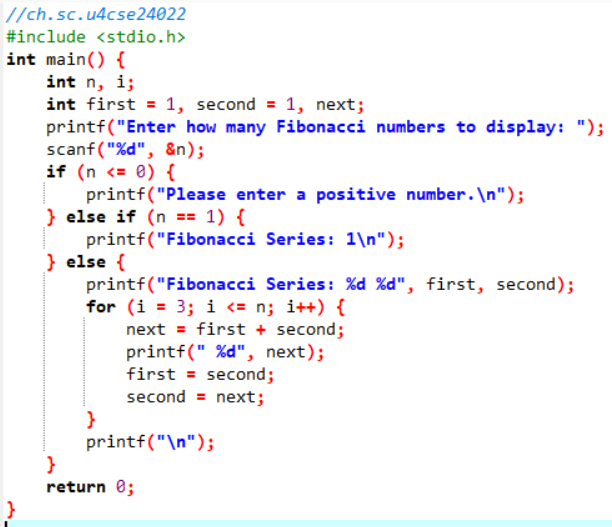 //ch.sc.u4cse24022
#include <stdio.h>
int main() {
    int n, i;
    int first = 1, second = 1, next;
    printf("Enter how many Fibonacci numbers to display: ");
    scanf("%d", &n);
    if (n <= 0) {
        printf("Please enter a positive number.\n");
    } else if (n == 1) {
        printf("Fibonacci Series: 1\n");
    } else {
        printf("Fibonacci Series: %d %d", first, second);
        for (i = 3; i <= n; i++) {
            next = first + second;
            printf(" %d", next);
            first = second;
            second = next;
        }
        printf("\n");
    }
    return 0;
}